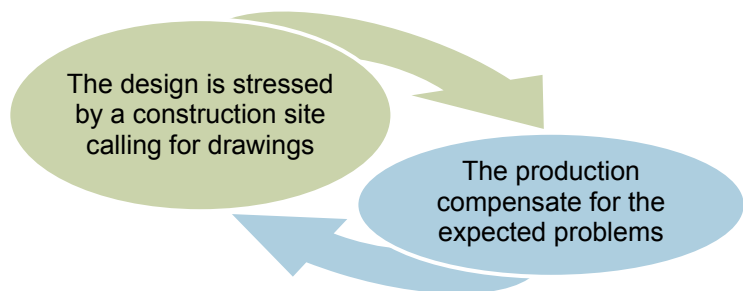 The design is stressed
by a construction site
calling for drawings
The production
compensate for the
expected problems